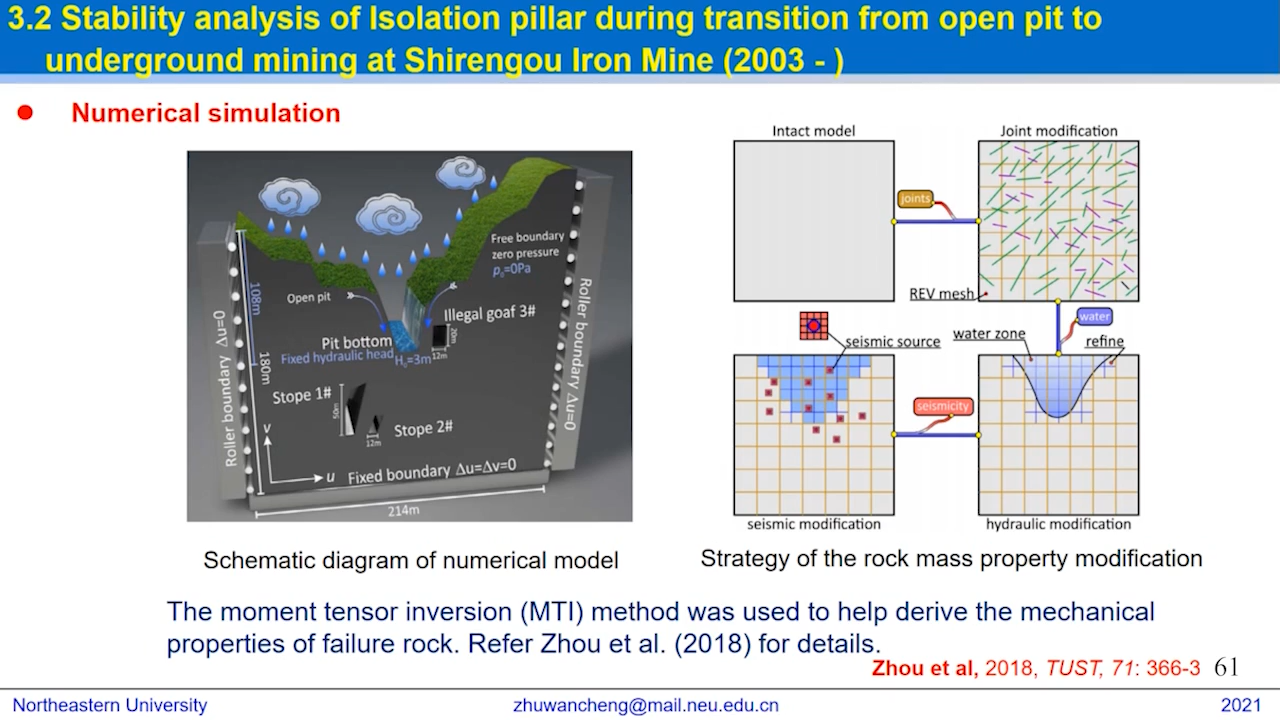 3.2 Stability analysis of Isolation pillar during transition from open pit to
underground mining at Shirengou Iron Mine (2003 - )
● Numerical simulation
Free boundary
zero pressure
p₀=0Pa
Open pit
Illegal goaf 3#
20m
12m
Pit bottom
Fixed hydraulic head H₀=3m
108m
180m
Roller boundary Δu=0
Roller boundary Δu=0
Stope 1#
40m
12m
Stope 2#
v
u
Fixed boundary Δu=Δv=0
214m
Schematic diagram of numerical model
Intact model
Joint modification
joints
REV mesh
water
seismic source
water zone
refine
seismicity
seismic modification
hydraulic modification
Strategy of the rock mass property modification
The moment tensor inversion (MTI) method was used to help derive the mechanical
properties of failure rock. Refer Zhou et al. (2018) for details.
Zhou et al, 2018, TUST, 71: 366-3
61
Northeastern University
zhuwancheng@mail.neu.edu.cn
2021